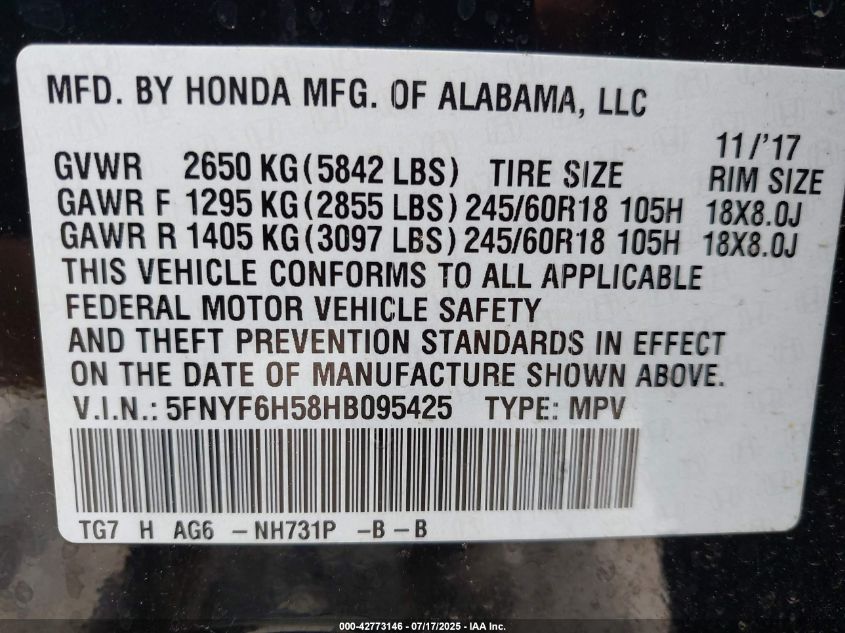 MFD. BY HONDA MFG. OF ALABAMA, LLC
11/'17
GVWR 2650 KG(5842 LBS) TIRE SIZE RIM SIZE
GAWR F 1295 KG(2855 LBS) 245/60R18 105H 18X8.0J
GAWR R 1405 KG(3097 LBS) 245/60R18 105H 18X8.0J
THIS VEHICLE CONFORMS TO ALL APPLICABLE
FEDERAL MOTOR VEHICLE SAFETY
AND THEFT PREVENTION STANDARDS IN EFFECT
ON THE DATE OF MANUFACTURE SHOWN ABOVE.
V.I.N.: 5FNYF6H58HB095425 TYPE: MPV
TG7 H AG6 – NH731P –B – B
000-42773146 - 07/17/2025 - IAA Inc.